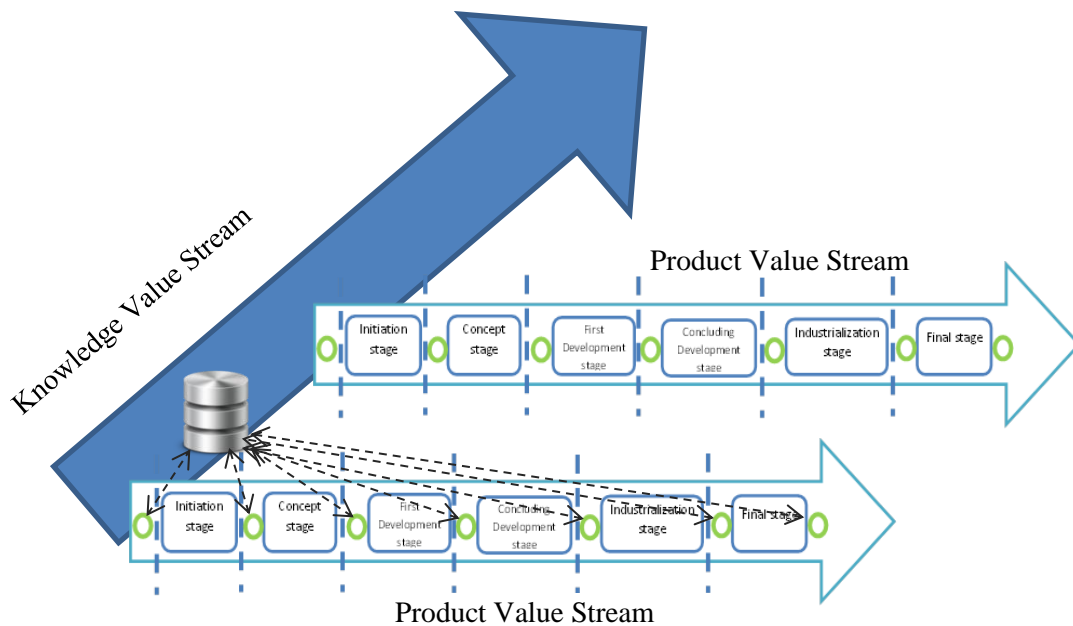 Knowledge Value Stream
Product Value Stream
Initiation
stage
Concept
stage
First
Development
stage
Concluding
Development
stage
Industrialization
stage
Final stage
Initiation
stage
Concept
stage
First
Development
stage
Concluding
Development
stage
Industrialization
stage
Final stage
Product Value Stream